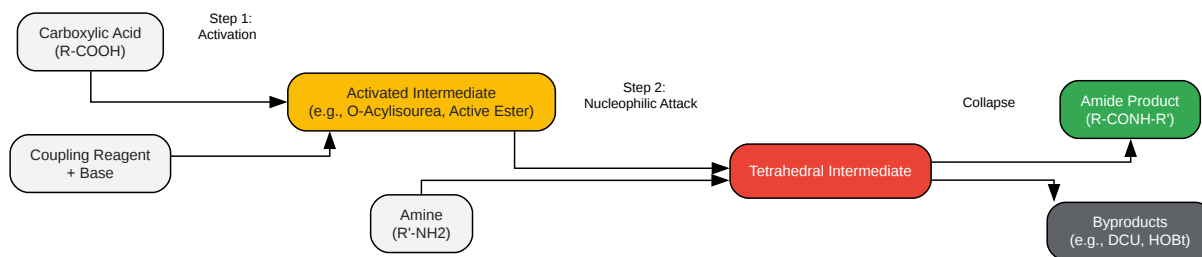 Step 1:
Activation
Carboxylic Acid
(R-COOH)
Activated Intermediate
(e.g., O-Acylisourea, Active Ester)
Step 2:
Nucleophilic Attack
Collapse
Amide Product
(R-CONH-R')
Coupling Reagent
+ Base
Tetrahedral Intermediate
Amine
(R'-NH2)
Byproducts
(e.g., DCU, HOBt)